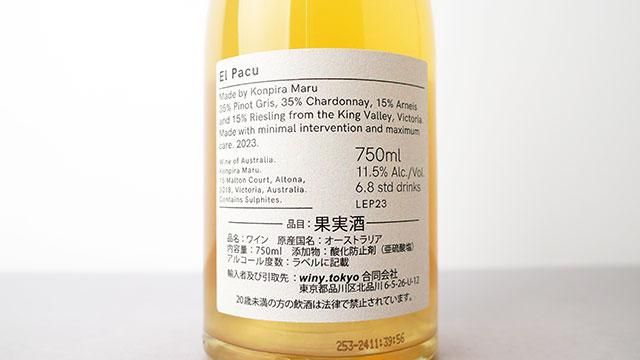 El Pacu
Made by Konpira Maru
35% Pinot Gris, 35% Chardonnay, 15% Arneis
and 15% Riesling from the King Valley, Victoria.
Made with minimal intervention and maximum
care. 2023.
Wine of Australia.
Konpira Maru.
15 Malton Court, Altona,
3018, Victoria, Australia.
Contains Sulphites.
750ml
11.5% Alc./Vol.
6.8 std drinks
LEP23
品目：果実酒
品名：ワイン 原産国名：オーストラリア
内容量：750ml 添加物：酸化防止剤（亜硫酸塩）
アルコール度数：ラベルに記載
輸入者及び引取先：winy.tokyo 合同会社
東京都品川区北品川 6-5-26-U-12
20歳未満の方の飲酒は法律で禁止されています。
253-2411:39:56